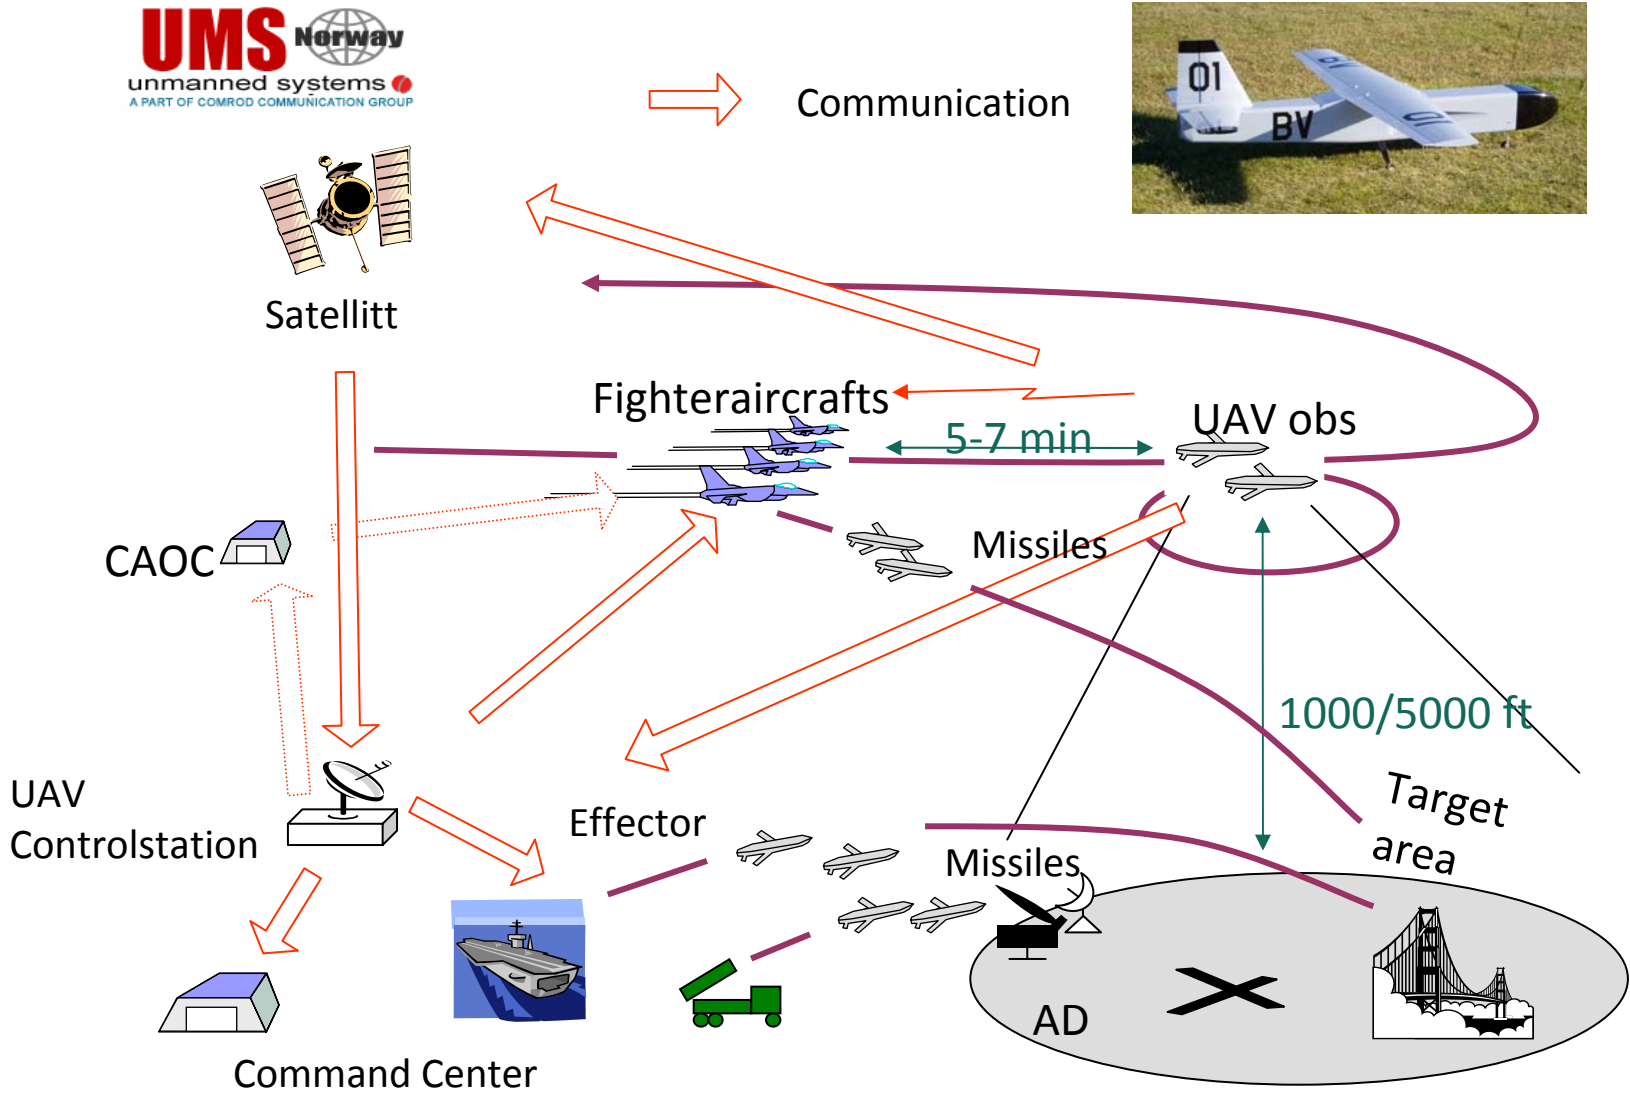 UMS Norway
unmanned systems
A PART OF COMROD COMMUNICATION GROUP
Communication
01
BV
Satellitt
Fighteraircrafts
UAV obs
5-7 min
CAOC
Missiles
1000/5000 ft
UAV
Controlstation
Effector
Target
area
Missiles
AD
Command Center